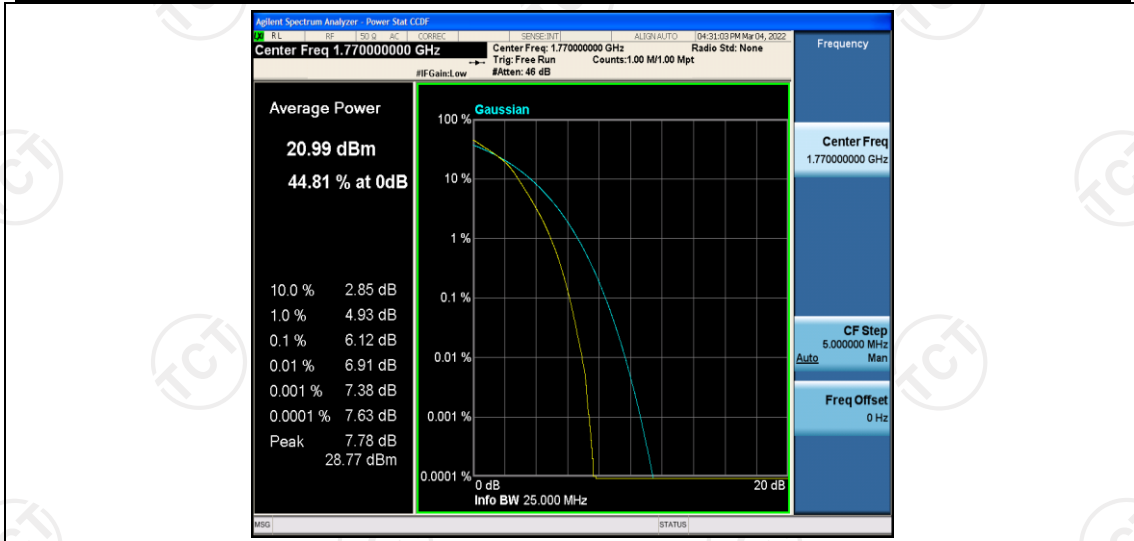 Agilent Spectrum Analyzer - Power Stat CCDF
RL RF 50 Ω AC CORREC SENSE:INT ALIGN AUTO 04:31:03 PM Mar 04, 2022
Center Freq 1.770000000 GHz
Center Freq: 1.770000000 GHz Radio Std: None
Trig: Free Run Counts:1.00 M/1.00 Mpt
#IFGain:Low #Atten: 46 dB
Frequency
Average Power
20.99 dBm
44.81 % at 0dB
10.0 % 2.85 dB
1.0 % 4.93 dB
0.1 % 6.12 dB
0.01 % 6.91 dB
0.001 % 7.38 dB
0.0001 % 7.63 dB
Peak 7.78 dB
28.77 dBm
Gaussian
100 %
10 %
1 %
0.1 %
0.01 %
0.001 %
0.0001 %
0 dB 20 dB
Info BW 25.000 MHz
Center Freq
1.770000000 GHz
CF Step
5.000000 MHz
Auto Man
Freq Offset
0 Hz
MSG STATUS
TCT
TCT
TCT
TCT